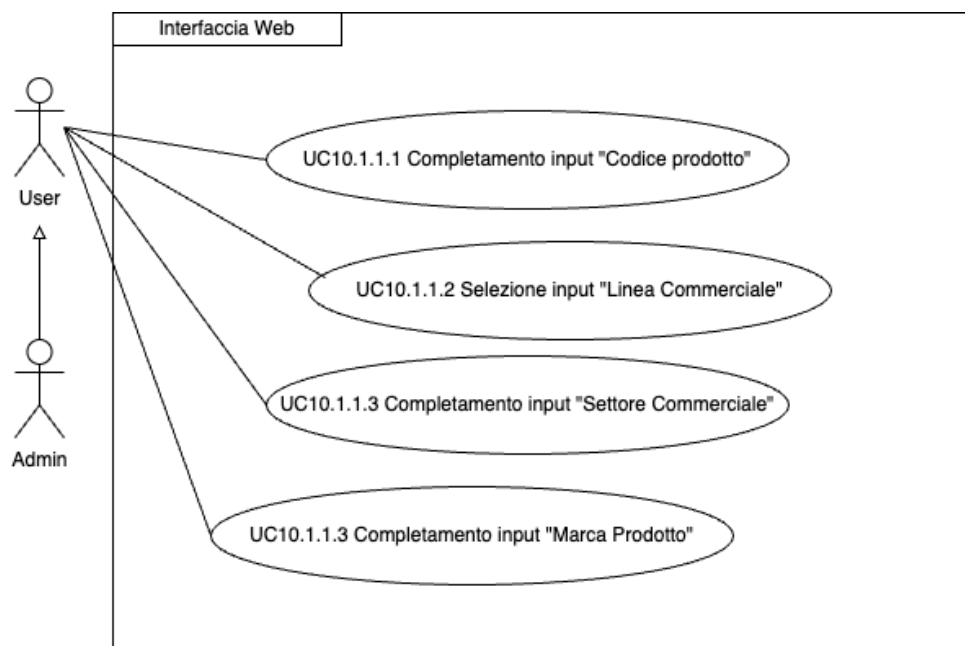 Interfaccia Web
User
UC10.1.1.1 Completamento input "Codice prodotto"
UC10.1.1.2 Selezione input "Linea Commerciale"
UC10.1.1.3 Completamento input "Settore Commerciale"
Admin
UC10.1.1.3 Completamento input "Marca Prodotto"